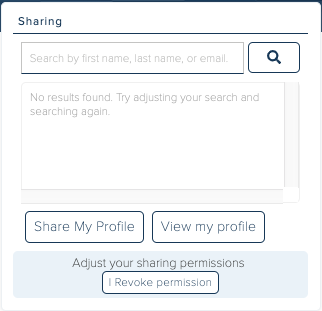 Sharing
Search by first name, last name, or email.
No results found. Try adjusting your search and
searching again.
Share My Profile
View my profile
Adjust your sharing permissions
I Revoke permission